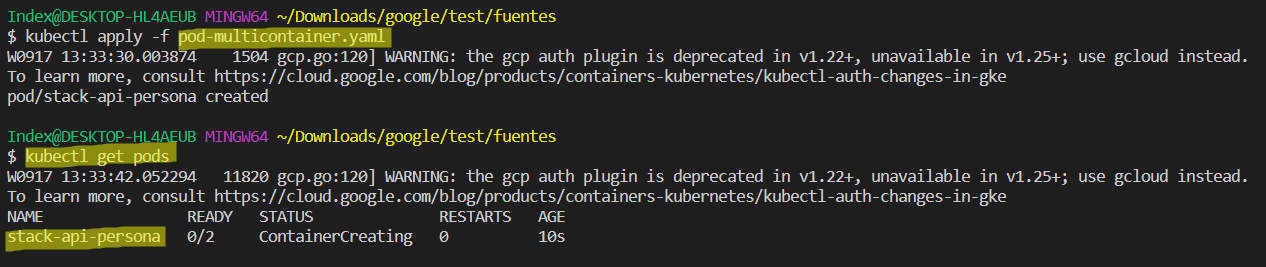 Index@DESKTOP-HL4AEUB MINGW64 ~/Downloads/google/test/fuentes
$ kubectl apply -f pod-multicontainer.yaml
W0917 13:33:30.003874    1504 gcp.go:120] WARNING: the gcp auth plugin is deprecated in v1.22+, unavailable in v1.25+; use gcloud instead.
To learn more, consult https://cloud.google.com/blog/products/containers-kubernetes/kubectl-auth-changes-in-gke
pod/stack-api-persona created
Index@DESKTOP-HL4AEUB MINGW64 ~/Downloads/google/test/fuentes
$ kubectl get pods
W0917 13:33:42.052294   11820 gcp.go:120] WARNING: the gcp auth plugin is deprecated in v1.22+, unavailable in v1.25+; use gcloud instead.
To learn more, consult https://cloud.google.com/blog/products/containers-kubernetes/kubectl-auth-changes-in-gke
NAME                READY   STATUS              RESTARTS   AGE
stack-api-persona   0/2     ContainerCreating   0          10s